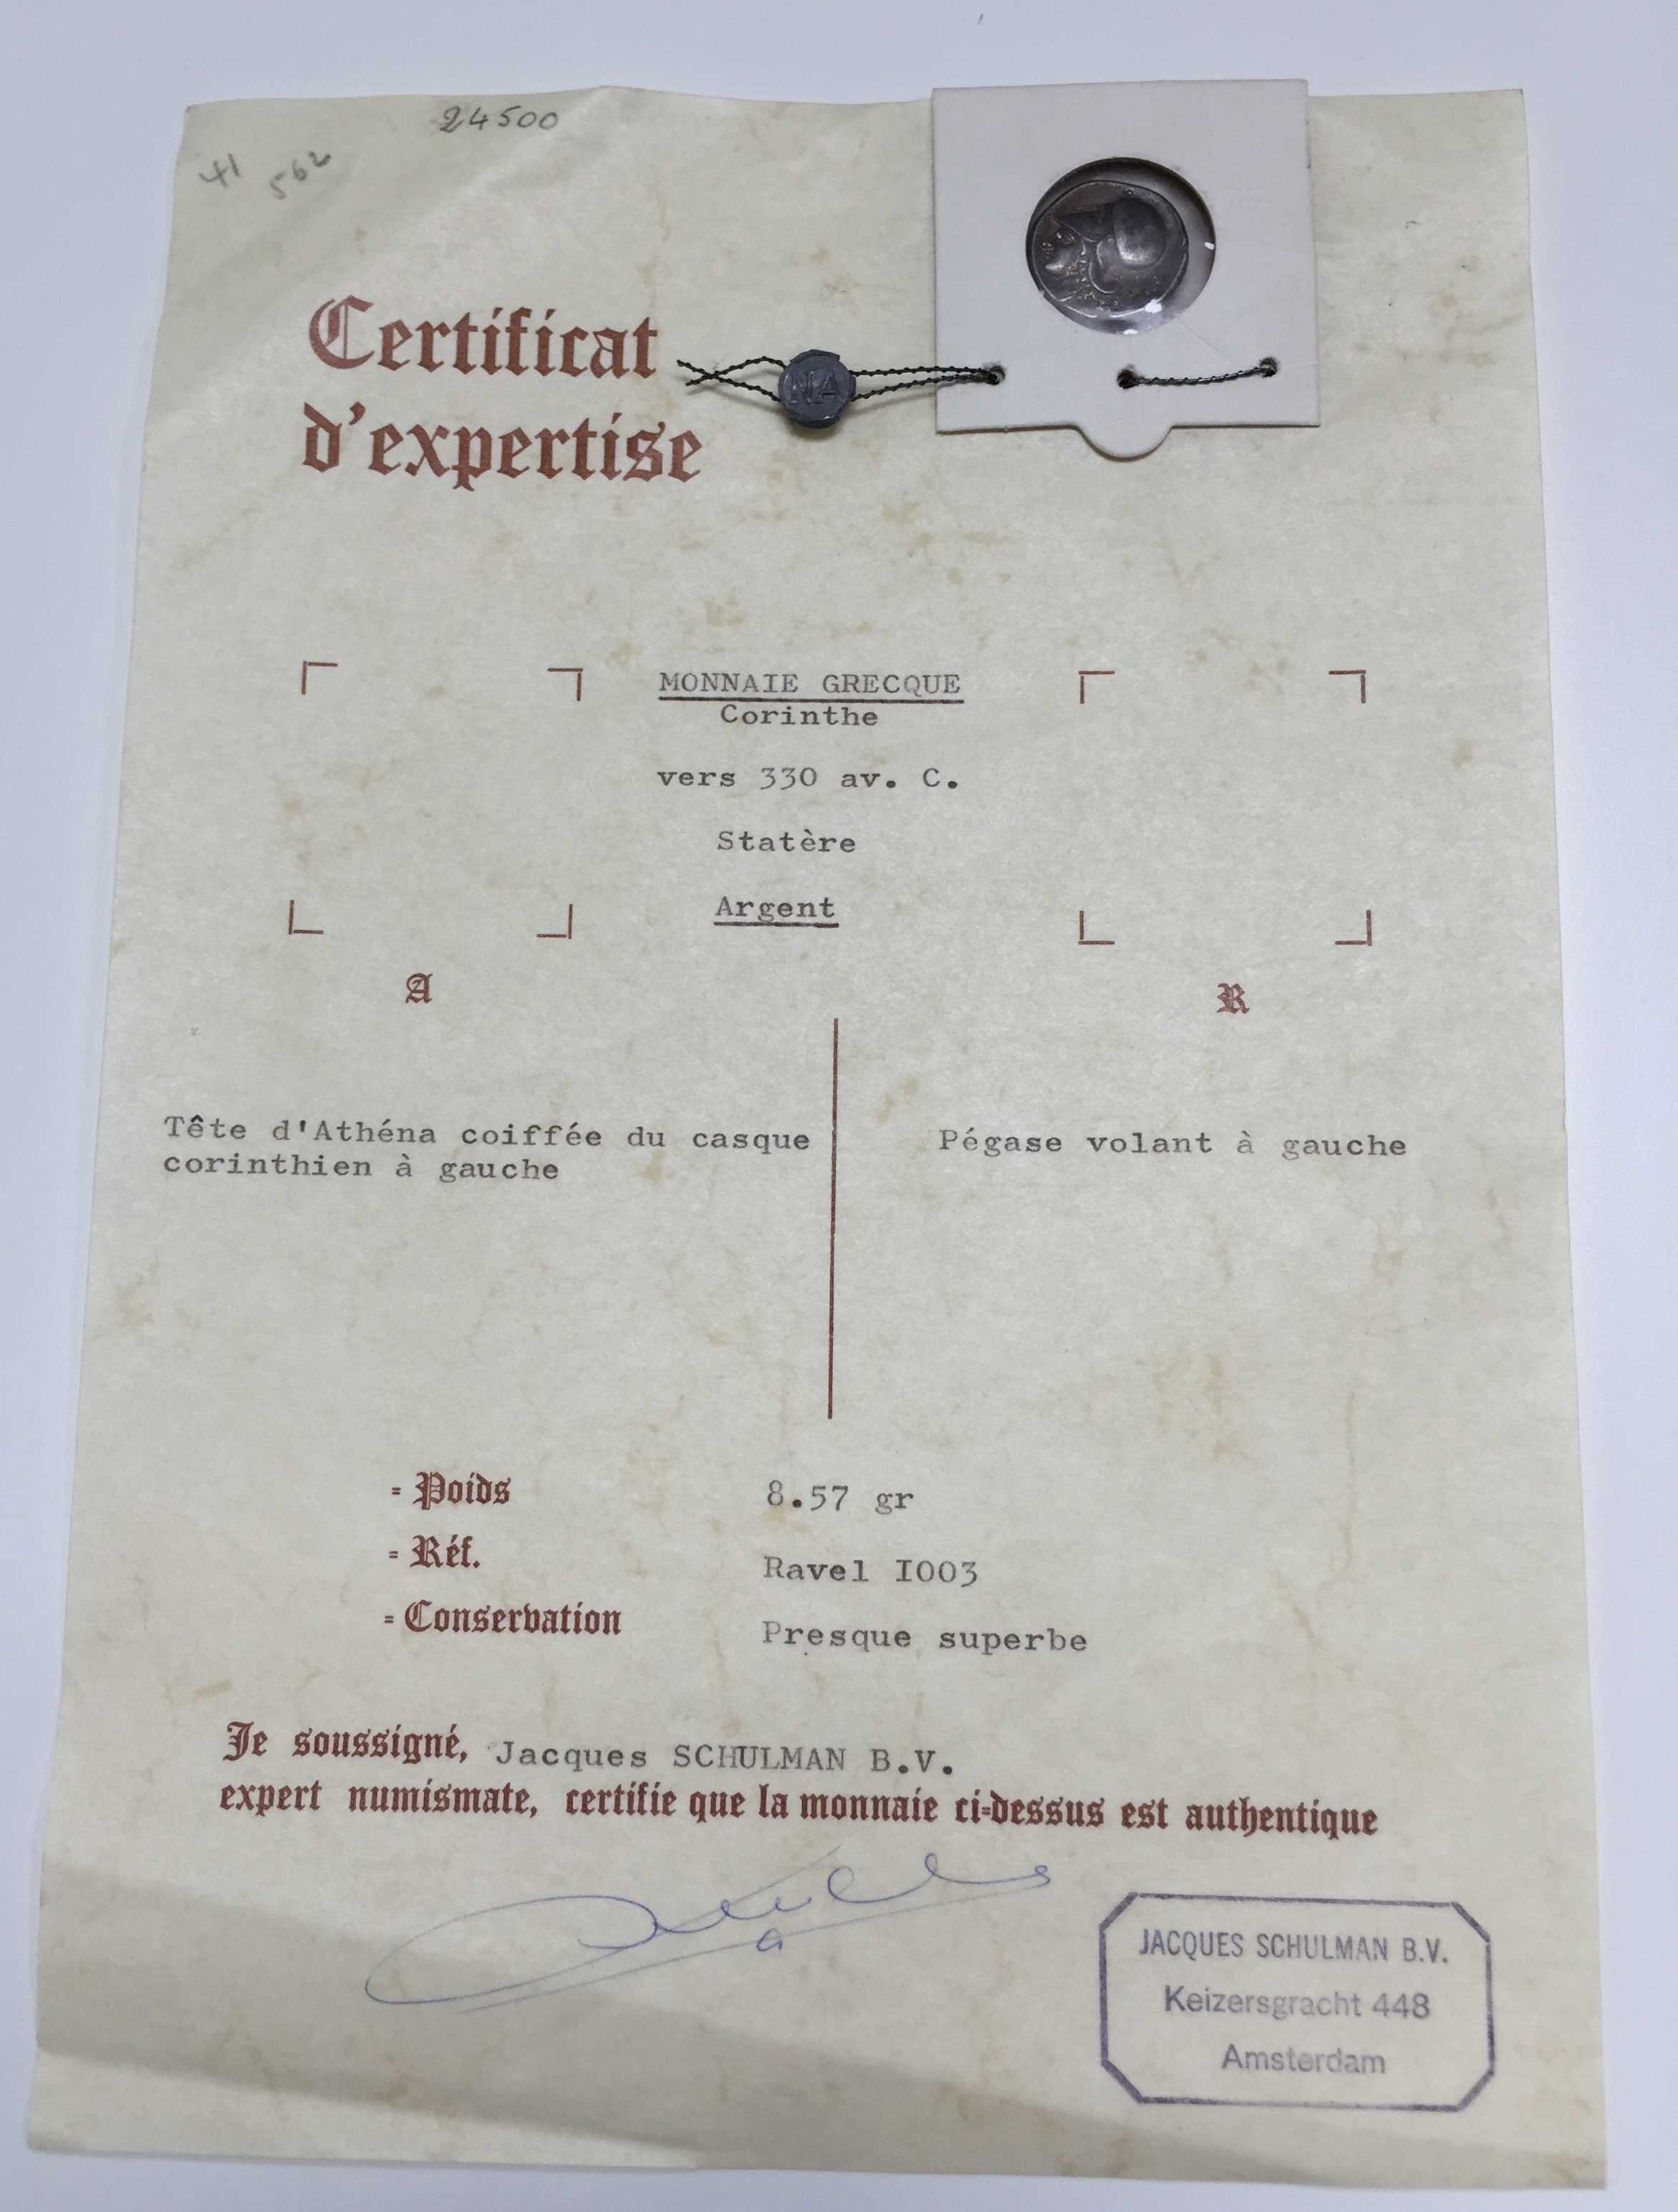 24500
41 562
Certificat
d'expertise
NA
MONNAIE GRECQUE
Corinthe
vers 330 av. C.
Statère
Argent
A
R
Tête d'Athéna coiffée du casque
corinthien à gauche
Pégase volant à gauche
= Poids 8.57 gr
= Réf. Ravel I003
= Conservation Presque superbe
Je soussigné, Jacques SCHULMAN B.V.
expert numismate, certifie que la monnaie ci=dessus est authentique
JACQUES SCHULMAN B.V.
Keizersgracht 448
Amsterdam